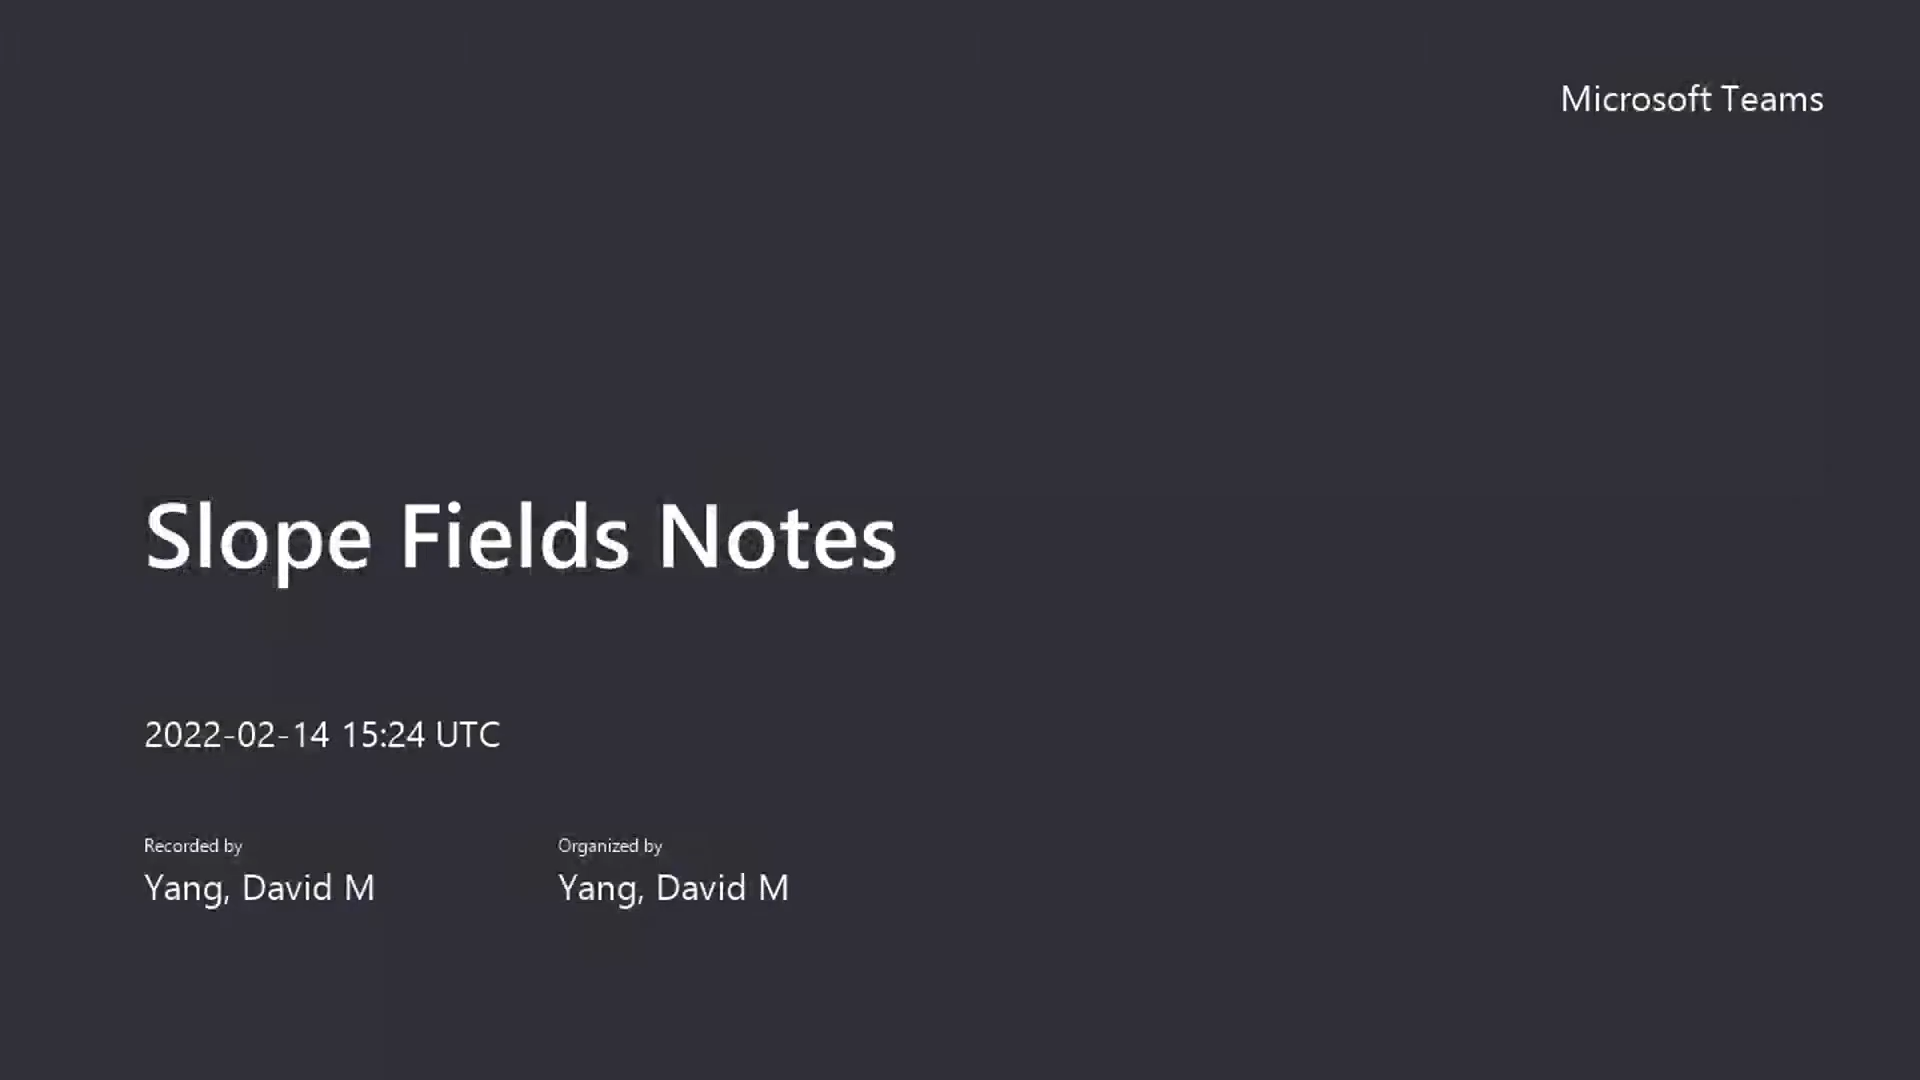 Microsoft Teams
Slope Fields Notes
2022-02-14 15:24 UTC
Recorded by
Yang, David M
Organized by
Yang, David M